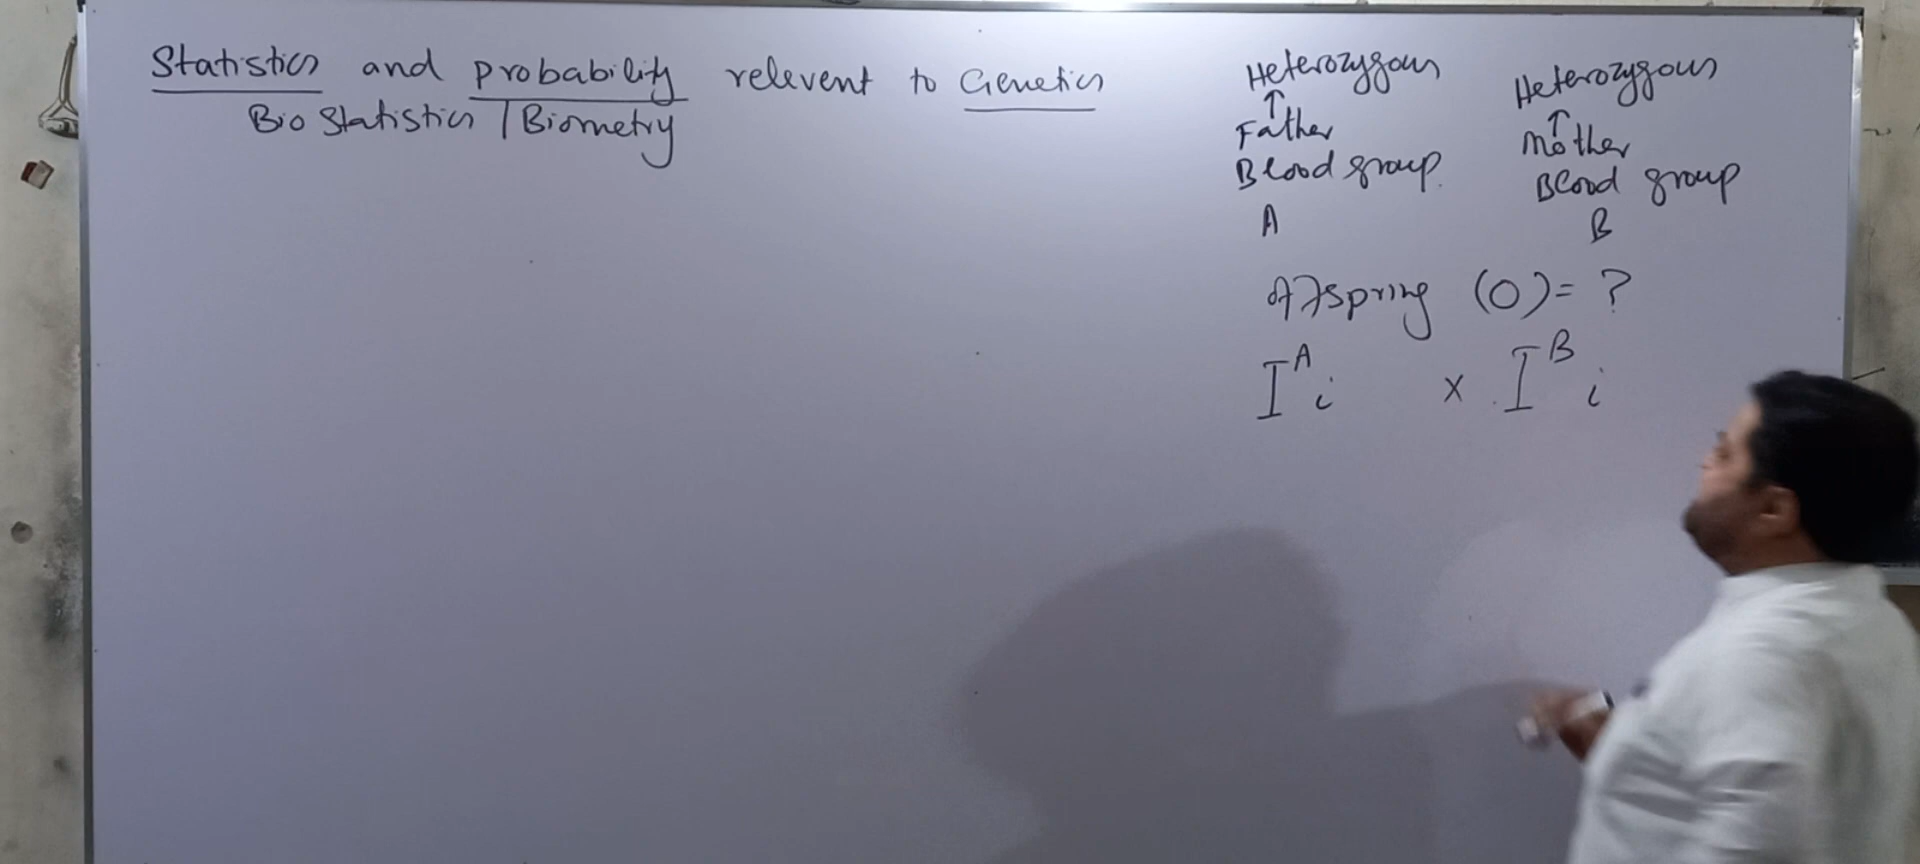 Statistics and probability relevent to Genetics
Bio Statistics / Biometry
Heterozygous
↑
Father
Blood group.
A
Heterozygous
↑
Mother
Blood group
B
Offspring (O) = ?
I^A i × I^B i